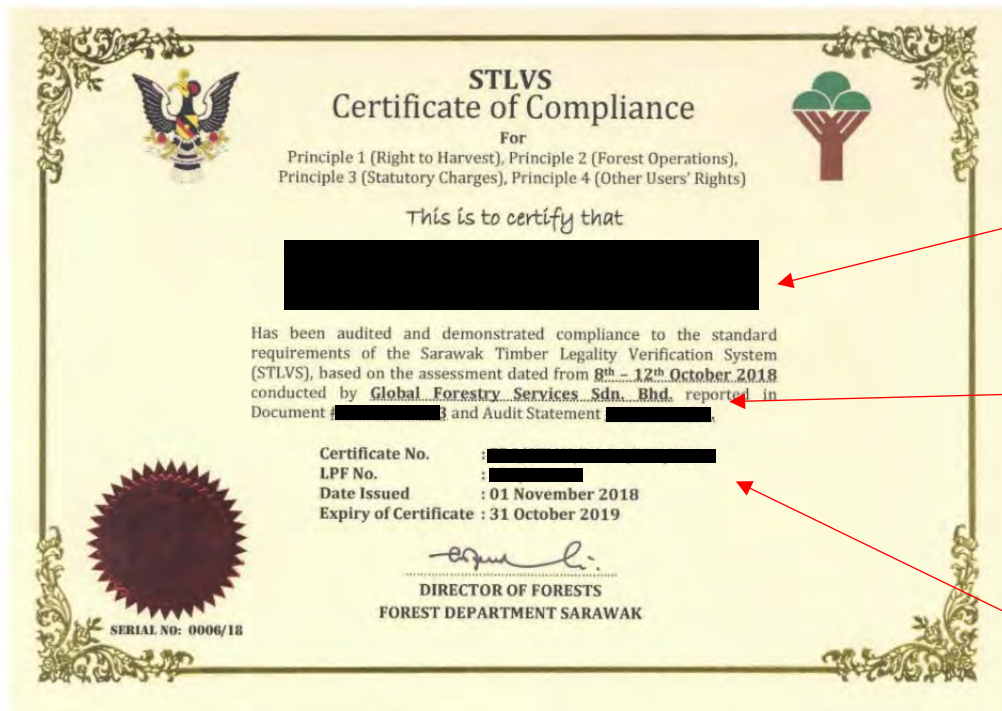 STLVS
Certificate of Compliance
For
Principle 1 (Right to Harvest), Principle 2 (Forest Operations),
Principle 3 (Statutory Charges), Principle 4 (Other Users' Rights)
This is to certify that
Has been audited and demonstrated compliance to the standard
requirements of the Sarawak Timber Legality Verification System
(STLVS), based on the assessment dated from 8th – 12th October 2018
conducted by Global Forestry Services Sdn. Bhd. reported in
Document #3 and Audit Statement .
Certificate No. :
LPF No. :
Date Issued : 01 November 2018
Expiry of Certificate : 31 October 2019
DIRECTOR OF FORESTS
FOREST DEPARTMENT SARAWAK
SERIAL NO: 0006/18